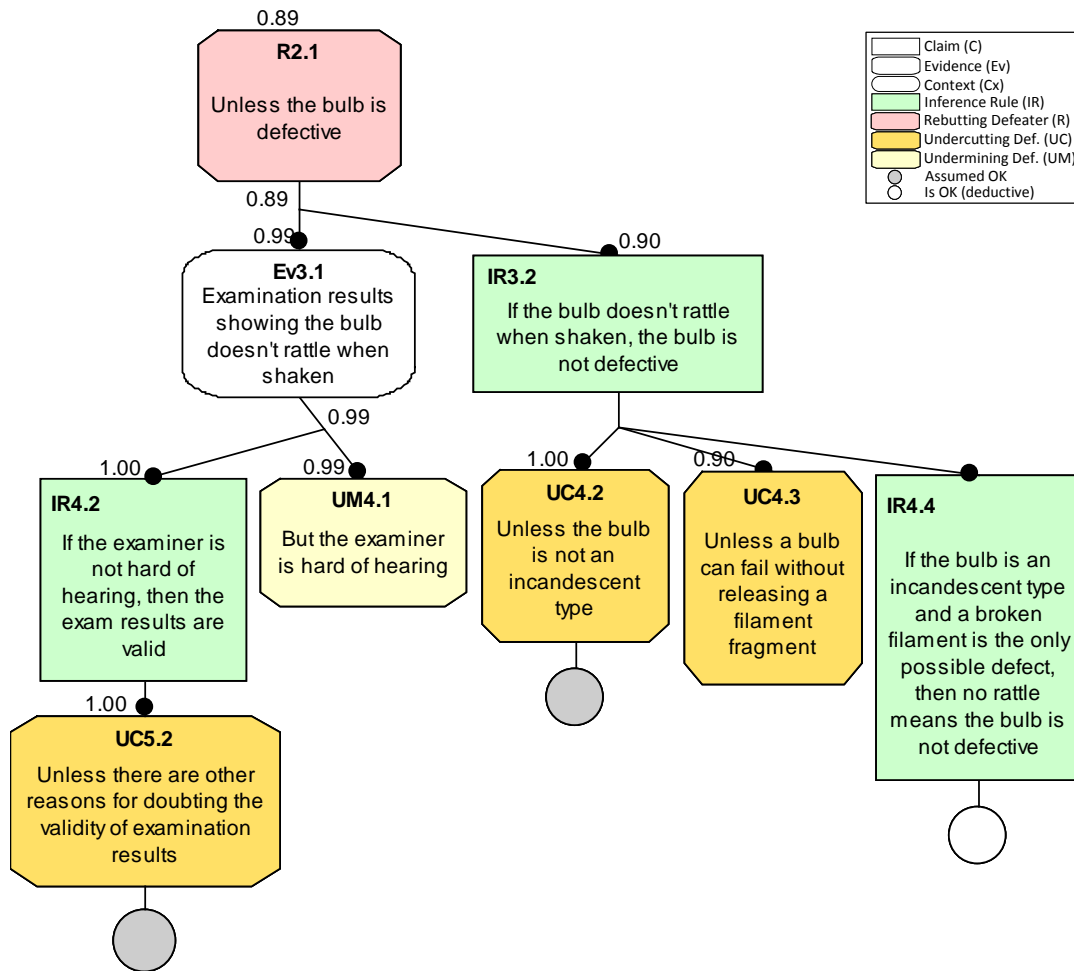 0.89
R2.1
Unless the bulb is
defective
Claim (C)
Evidence (Ev)
Context (Cx)
Inference Rule (IR)
Rebutting Defeater (R)
Undercutting Def. (UC)
Undermining Def. (UM)
Assumed OK
Is OK (deductive)
0.89
0.99
0.90
Ev3.1
Examination results
showing the bulb
doesn't rattle when
shaken
IR3.2
If the bulb doesn't rattle
when shaken, the bulb is
not defective
0.99
1.00
0.99
1.00
0.90
IR4.2
If the examiner is
not hard of
hearing, then the
exam results are
valid
UM4.1
But the examiner
is hard of hearing
UC4.2
Unless the bulb
is not an
incandescent
type
UC4.3
Unless a bulb
can fail without
releasing a
filament
fragment
IR4.4
If the bulb is an
incandescent type
and a broken
filament is the only
possible defect,
then no rattle
means the bulb is
not defective
1.00
UC5.2
Unless there are other
reasons for doubting the
validity of examination
results